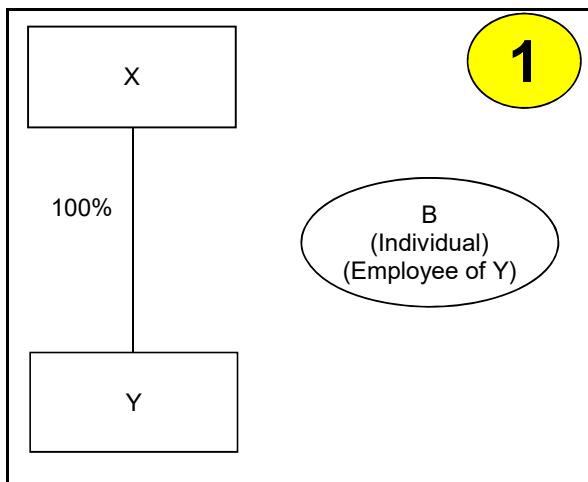 X
1
100%
B
(Individual)
(Employee of Y)
Y